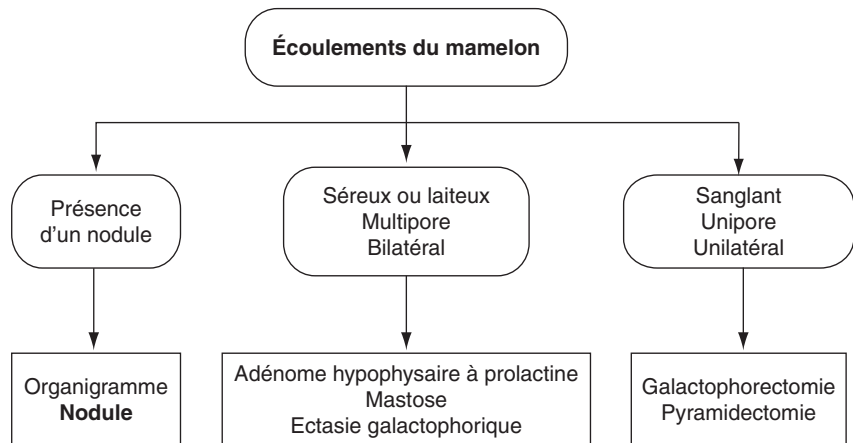 Écoulements du mamelon
Présence
d'un nodule
Séreux ou laiteux
Multipore
Bilatéral
Sanglant
Unipore
Unilatéral
Organigramme
Nodule
Adénome hypophysaire à prolactine
Mastose
Ectasie galactophorique
Galactophorectomie
Pyramidectomie